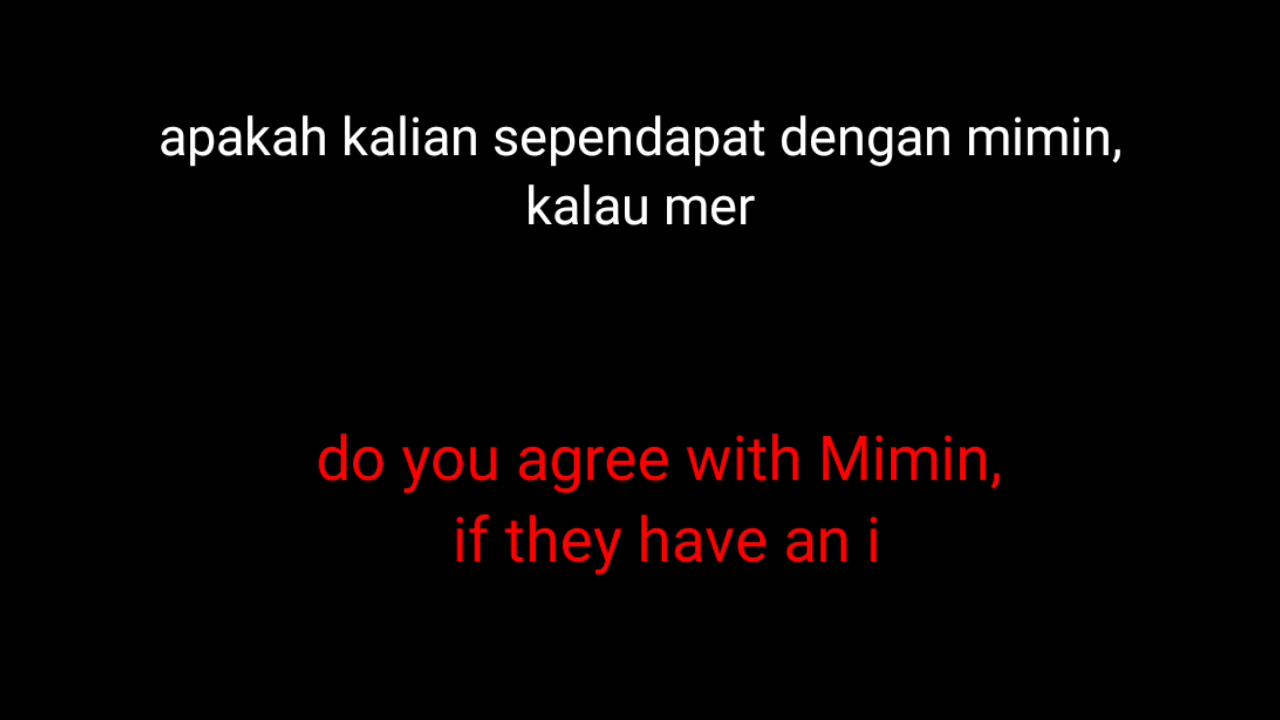 apakah kalian sependapat dengan mimin,
kalau mer
do you agree with Mimin,
if they have an i